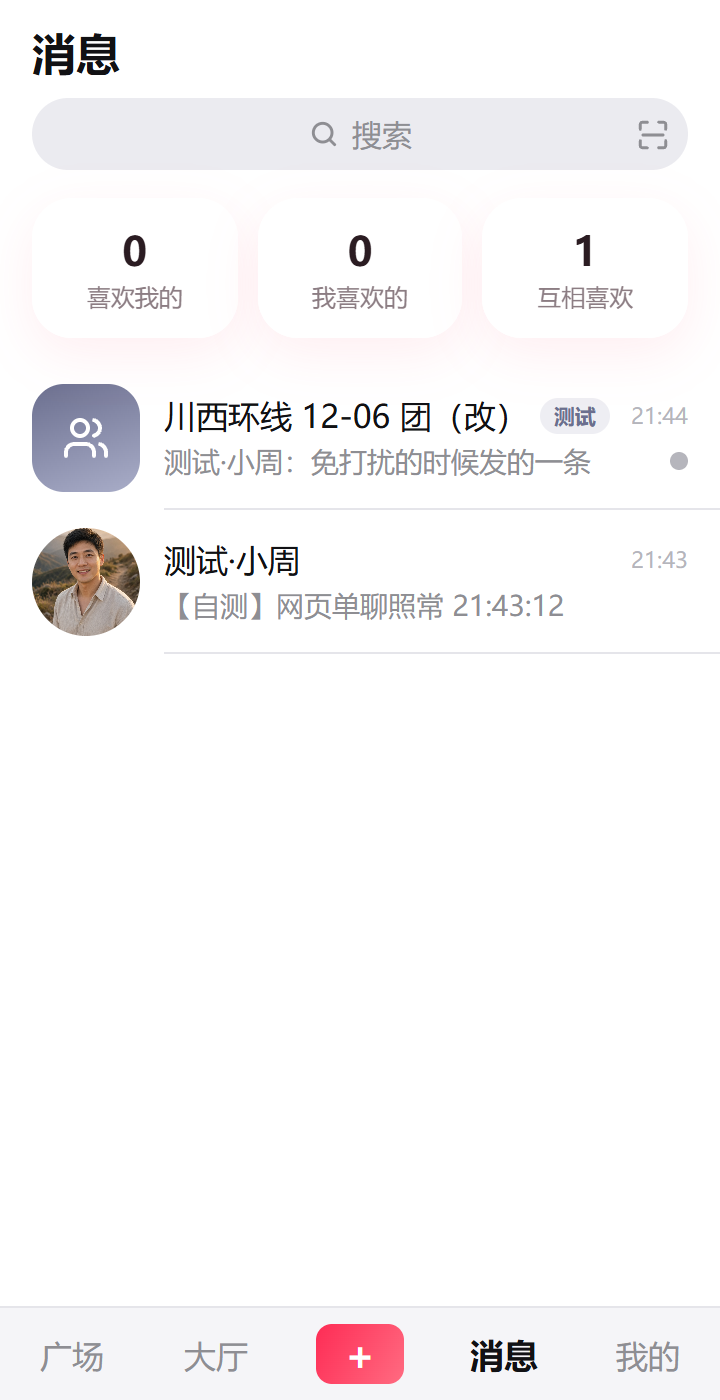 消息
搜索
0
喜欢我的
0
我喜欢的
1
互相喜欢
川西环线 12-06 团（改） 测试 21:44
测试·小周：免打扰的时候发的一条
测试·小周 21:43
【自测】网页单聊照常 21:43:12
广场 大厅 + 消息 我的